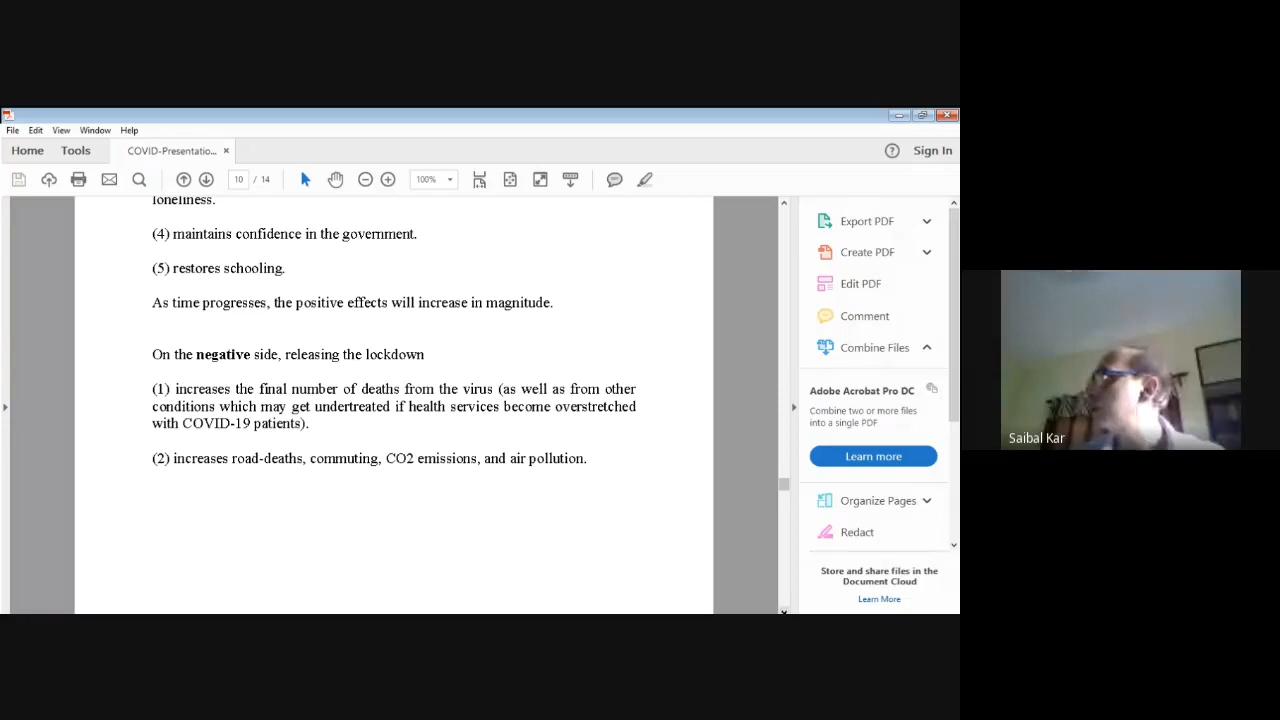 File Edit View Window Help
Home Tools COVID-Presentatio... × Sign In
10 / 14 100%
loneliness.
(4) maintains confidence in the government.
(5) restores schooling.
As time progresses, the positive effects will increase in magnitude.
On the negative side, releasing the lockdown
(1) increases the final number of deaths from the virus (as well as from other
conditions which may get undertreated if health services become overstretched
with COVID-19 patients).
(2) increases road-deaths, commuting, CO2 emissions, and air pollution.
Export PDF
Create PDF
Edit PDF
Comment
Combine Files
Adobe Acrobat Pro DC
Combine two or more files
into a single PDF
Learn more
Organize Pages
Redact
Store and share files in the
Document Cloud
Learn More
Saibal Kar